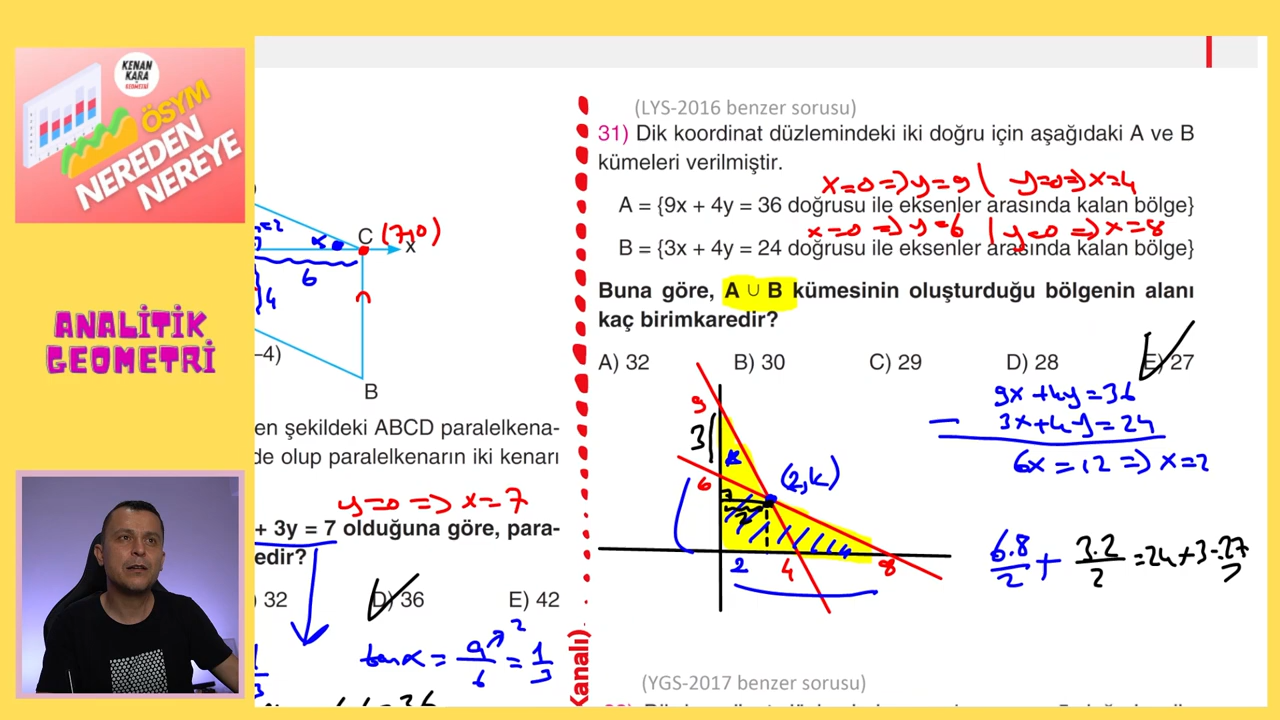 KENAN
KARA
GEOMETRİ
ÖSYM
NEREDEN
NEREYE
ANALİTİK
GEOMETRİ
C (7,0)
x
6
4
–4)
B
en şekildeki ABCD paralelkena-
de olup paralelkenarın iki kenarı
y=0 => x=7
+ 3y = 7 olduğuna göre, para-
edir?
32 D) 36 E) 42
Kanalı)
(LYS-2016 benzer sorusu)
31) Dik koordinat düzlemindeki iki doğru için aşağıdaki A ve B
kümeleri verilmiştir.
x=0 => y=9 | y=0 => x=4
A = {9x + 4y = 36 doğrusu ile eksenler arasında kalan bölge}
x=0 => y=6 | y=0 => x=8
B = {3x + 4y = 24 doğrusu ile eksenler arasında kalan bölge}
Buna göre, A ∪ B kümesinin oluşturduğu bölgenin alanı
kaç birimkaredir?
A) 32 B) 30 C) 29 D) 28 E) 27
9x+4y=36
3x+4y=24
6x=12 => x=2
9
3
6
(2,k)
2 4 8
6.8/2 + 3.2/2 = 24+3=27
(YGS-2017 benzer sorusu)